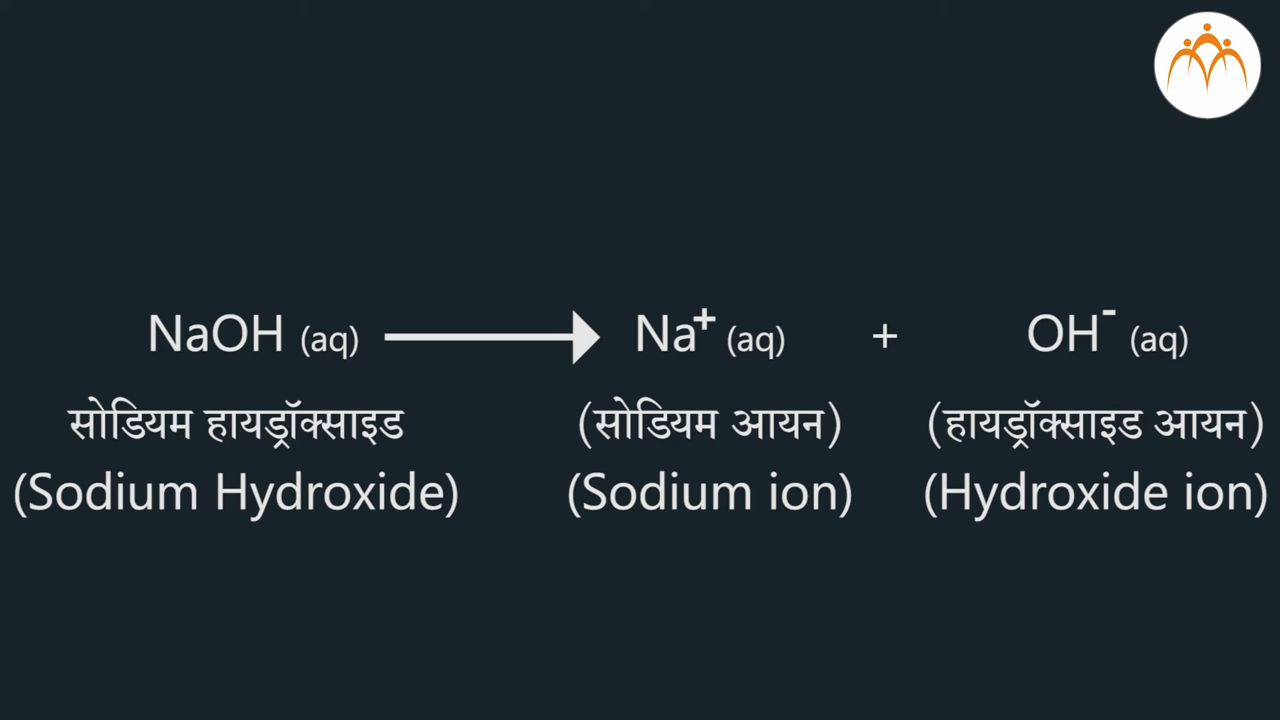 NaOH (aq) ⟶ Na⁺ (aq) + OH⁻ (aq)
सोडियम हायड्रॉक्साइड (सोडियम आयन) (हायड्रॉक्साइड आयन)
(Sodium Hydroxide) (Sodium ion) (Hydroxide ion)